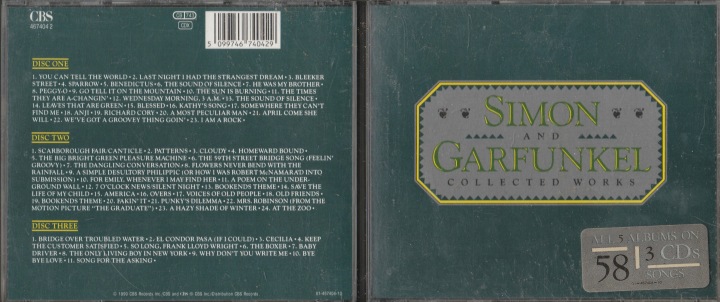 CBS
467404 2
CB 743
CDX
5 099746 740429
DISC ONE
1. YOU CAN TELL THE WORLD • 2. LAST NIGHT I HAD THE STRANGEST DREAM • 3. BLEEKER
STREET • 4. SPARROW • 5. BENEDICTUS • 6. THE SOUND OF SILENCE • 7. HE WAS MY BROTHER
• 8. PEGGY-O • 9. GO TELL IT ON THE MOUNTAIN • 10. THE SUN IS BURNING • 11. THE TIMES
THEY ARE A-CHANGIN' • 12. WEDNESDAY MORNING, 3 A.M. • 13. THE SOUND OF SILENCE •
14. LEAVES THAT ARE GREEN • 15. BLESSED • 16. KATHY'S SONG • 17. SOMEWHERE THEY CAN'T
FIND ME • 18. ANJI • 19. RICHARD CORY • 20. A MOST PECULIAR MAN • 21. APRIL COME SHE
WILL • 22. WE'VE GOT A GROOVEY THING GOIN' • 23. I AM A ROCK •
DISC TWO
1. SCARBOROUGH FAIR/CANTICLE • 2. PATTERNS • 3. CLOUDY • 4. HOMEWARD BOUND
• 5. THE BIG BRIGHT GREEN PLEASURE MACHINE • 6. THE 59TH STREET BRIDGE SONG (FEELIN'
GROOVY) • 7. THE DANGLING CONVERSATION • 8. FLOWERS NEVER BEND WITH THE
RAINFALL • 9. A SIMPLE DESULTORY PHILIPPIC (OR HOW I WAS ROBERT McNAMARA'D INTO
SUBMISSION) • 10. FOR EMILY, WHENEVER I MAY FIND HER • 11. A POEM ON THE UNDER-
GROUND WALL • 12. 7 O'CLOCK NEWS/SILENT NIGHT • 13. BOOKENDS THEME • 14. SAVE THE
LIFE OF MY CHILD • 15. AMERICA • 16. OVERS • 17. VOICES OF OLD PEOPLE • 18. OLD FRIENDS •
19. BOOKENDS THEME • 20. FAKIN' IT • 21. PUNKY'S DILEMMA • 22. MRS. ROBINSON (FROM THE
MOTION PICTURE "THE GRADUATE") • 23. A HAZY SHADE OF WINTER • 24. AT THE ZOO •
DISC THREE
1. BRIDGE OVER TROUBLED WATER • 2. EL CONDOR PASA (IF I COULD) • 3. CECILIA • 4. KEEP
THE CUSTOMER SATISFIED • 5. SO LONG, FRANK LLOYD WRIGHT • 6. THE BOXER • 7. BABY
DRIVER • 8. THE ONLY LIVING BOY IN NEW YORK • 9. WHY DON'T YOU WRITE ME • 10. BYE
BYE LOVE • 11. SONG FOR THE ASKING •
© 1990 CBS Records Inc./CBS and
SIMON
AND
GARFUNKEL
COLLECTED WORKS
ALL 5 ALBUMS ON
58 3 CDs
SONGS